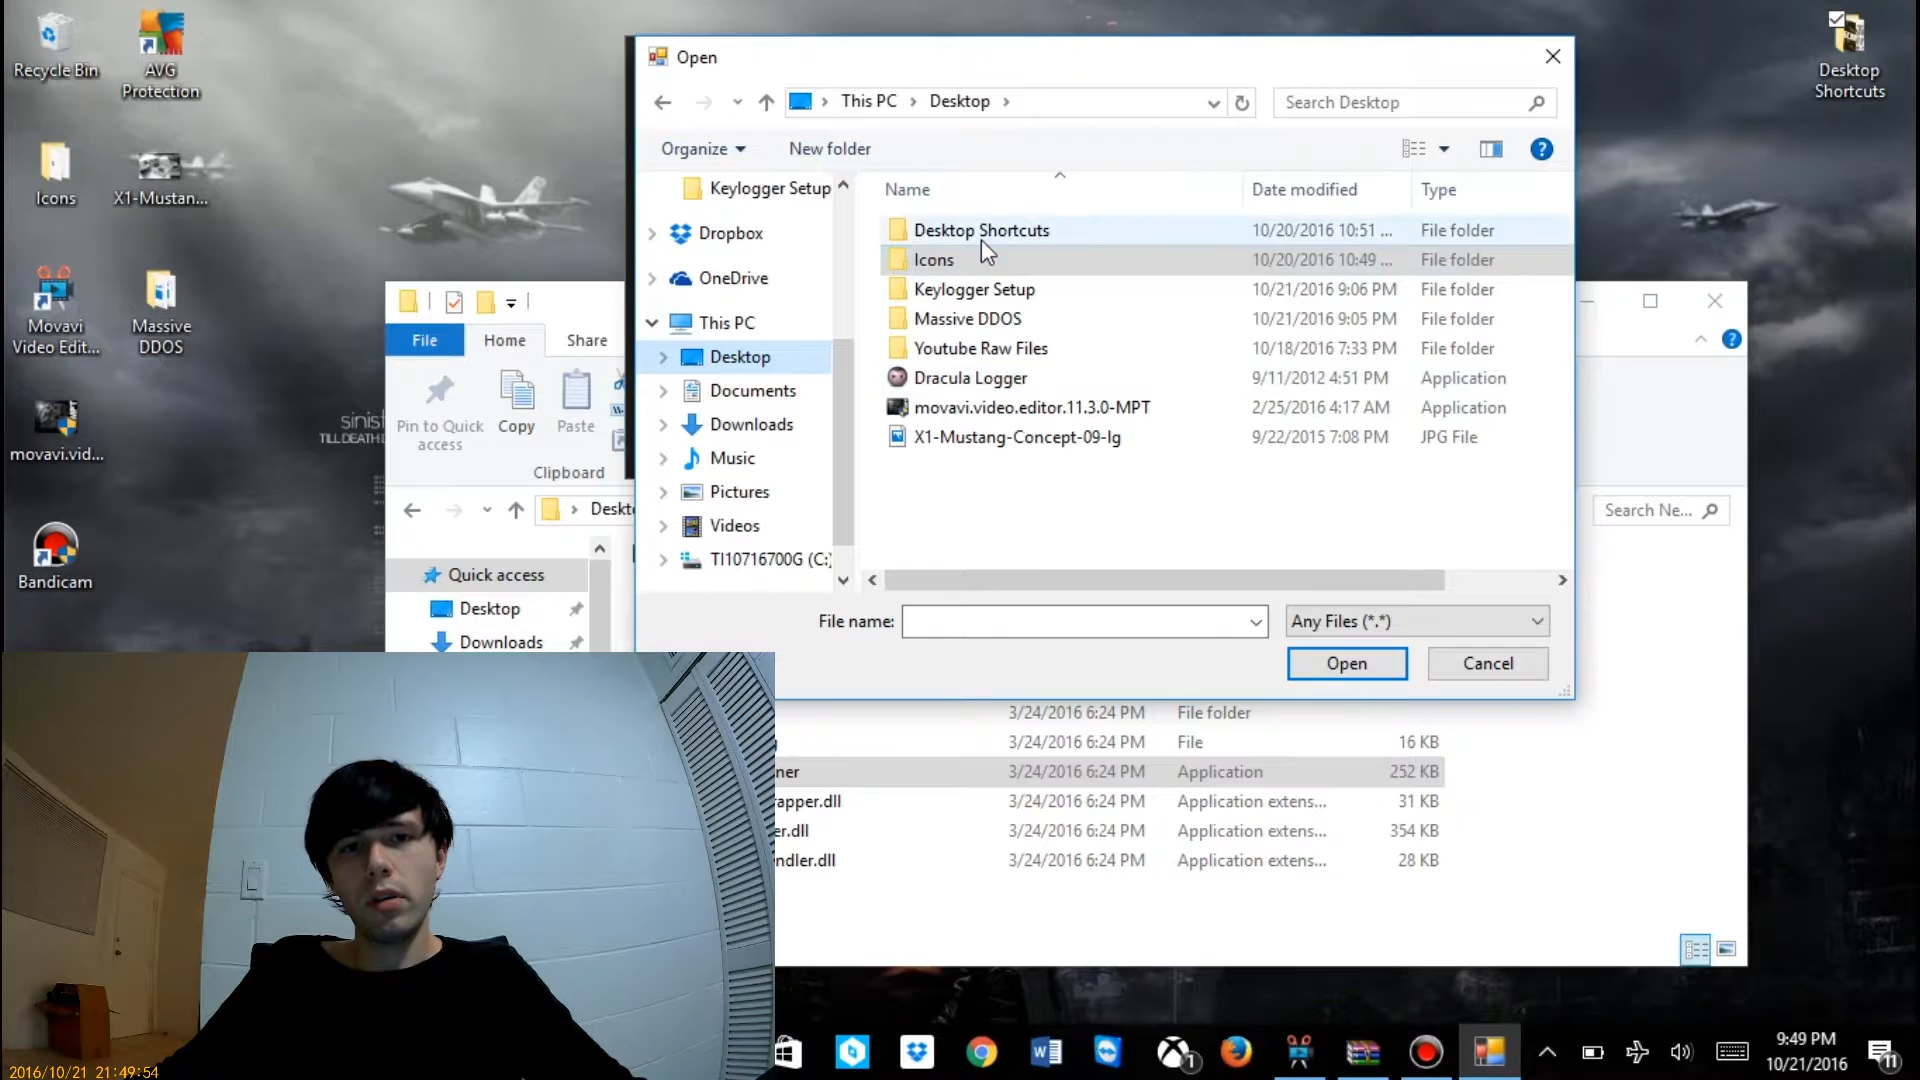 Recycle Bin
AVG
Protection
Icons
X1-Mustan...
Movavi
Video Edit...
Massive
DDOS
movavi.vid...
Bandicam
Desktop
Shortcuts
TILL DEATH
Open
This PC
Desktop
Search Desktop
Organize
New folder
Keylogger Setup
Dropbox
OneDrive
This PC
Desktop
Documents
Downloads
Music
Pictures
Videos
TI10716700G (C:)
Name Date modified Type
Desktop Shortcuts 10/20/2016 10:51 ... File folder
Icons 10/20/2016 10:49 ... File folder
Keylogger Setup 10/21/2016 9:06 PM File folder
Massive DDOS 10/21/2016 9:05 PM File folder
Youtube Raw Files 10/18/2016 7:33 PM File folder
Dracula Logger 9/11/2012 4:51 PM Application
movavi.video.editor.11.3.0-MPT 2/25/2016 4:17 AM Application
X1-Mustang-Concept-09-lg 9/22/2015 7:08 PM JPG File
File name:
Any Files (*.*)
Open
Cancel
File
Home
Share
Pin to Quick
access
Copy
Paste
Clipboard
Search Ne...
Quick access
Desktop
Downloads
3/24/2016 6:24 PM File folder
3/24/2016 6:24 PM File 16 KB
ner 3/24/2016 6:24 PM Application 252 KB
rapper.dll 3/24/2016 6:24 PM Application extens... 31 KB
er.dll 3/24/2016 6:24 PM Application extens... 354 KB
ndler.dll 3/24/2016 6:24 PM Application extens... 28 KB
9:49 PM
10/21/2016
1
11
2016/10/21 21:49:54